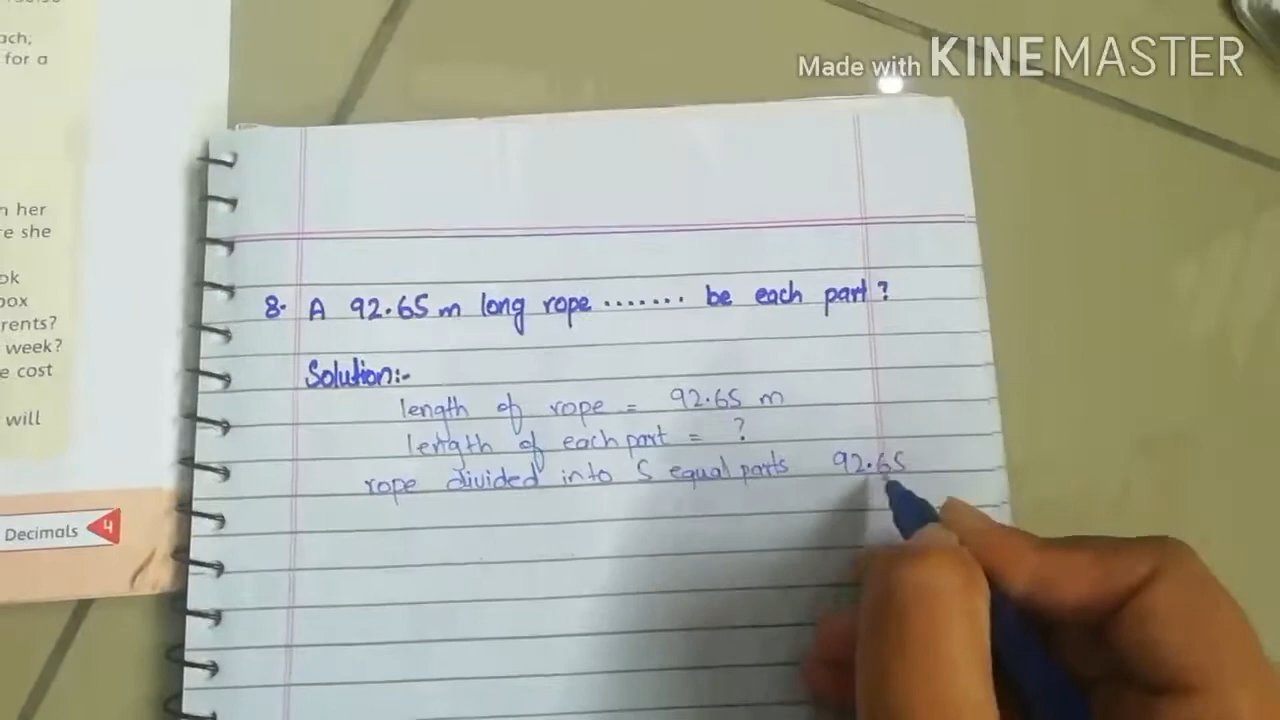 ach;
for a
n her
re she
ok
box
rents?
week?
e cost
will
Decimals 4
Made with KINEMASTER
8. A 92.65 m long rope ....... be each part?
Solution:-
length of rope = 92.65 m
length of each part = ?
rope divided into 5 equal parts 92.65